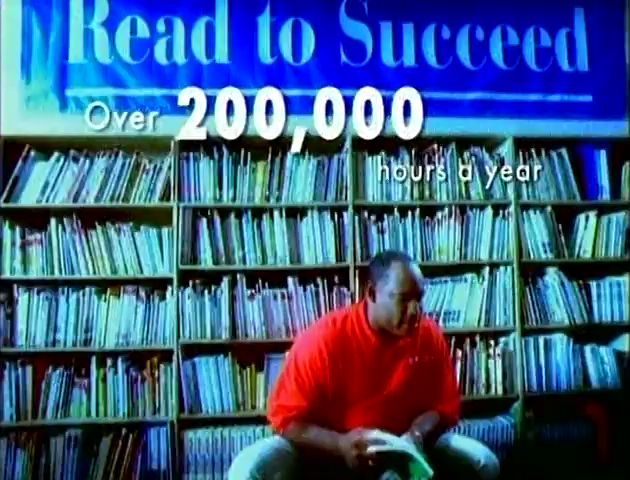 Read to Succeed
Over 200,000
hours a year